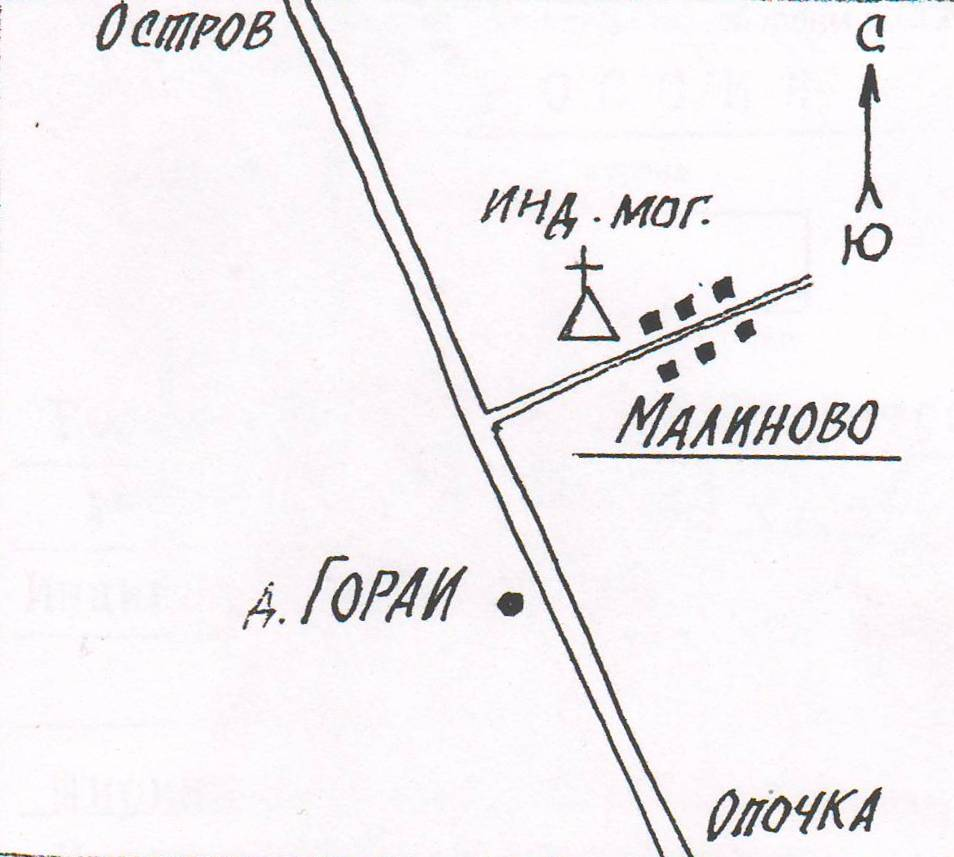 ОСТРОВ
С
ИНД. МОГ.
Ю
МАЛИНОВО
д. ГОРАИ
ОПОЧКА